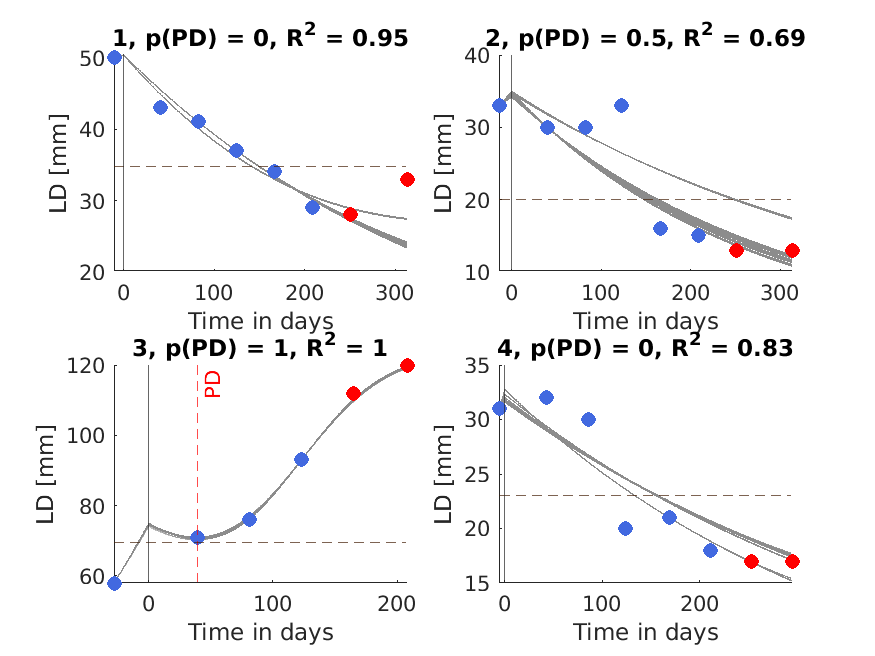 1, p(PD) = 0, R² = 0.95
50
40
30
20
LD [mm]
0
100
200
300
Time in days
2, p(PD) = 0.5, R² = 0.69
40
30
20
10
LD [mm]
0
100
200
300
Time in days
3, p(PD) = 1, R² = 1
120
100
80
60
LD [mm]
PD
0
100
200
Time in days
4, p(PD) = 0, R² = 0.83
35
30
25
20
15
LD [mm]
0
100
200
Time in days